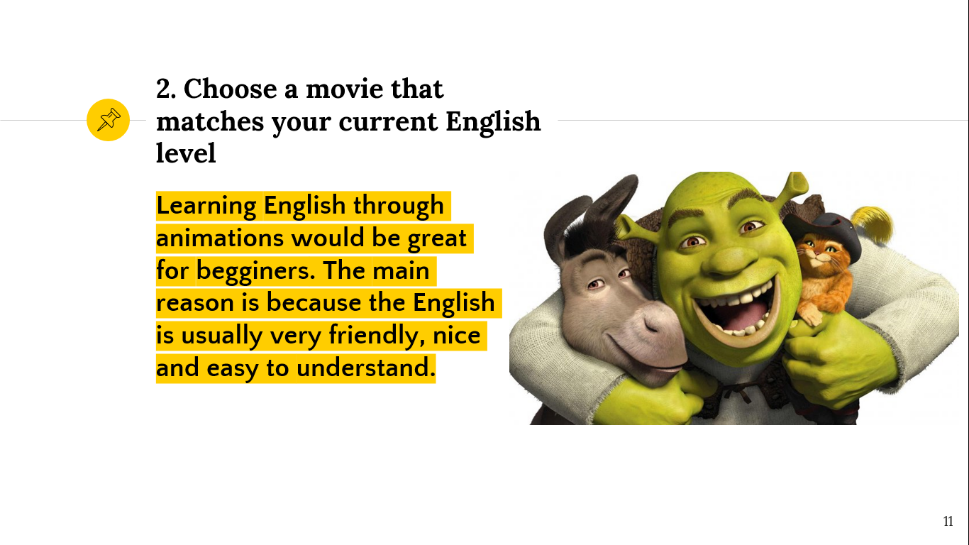 2. Choose a movie that
matches your current English
level
Learning English through
animations would be great
for begginers. The main
reason is because the English
is usually very friendly, nice
and easy to understand.
11